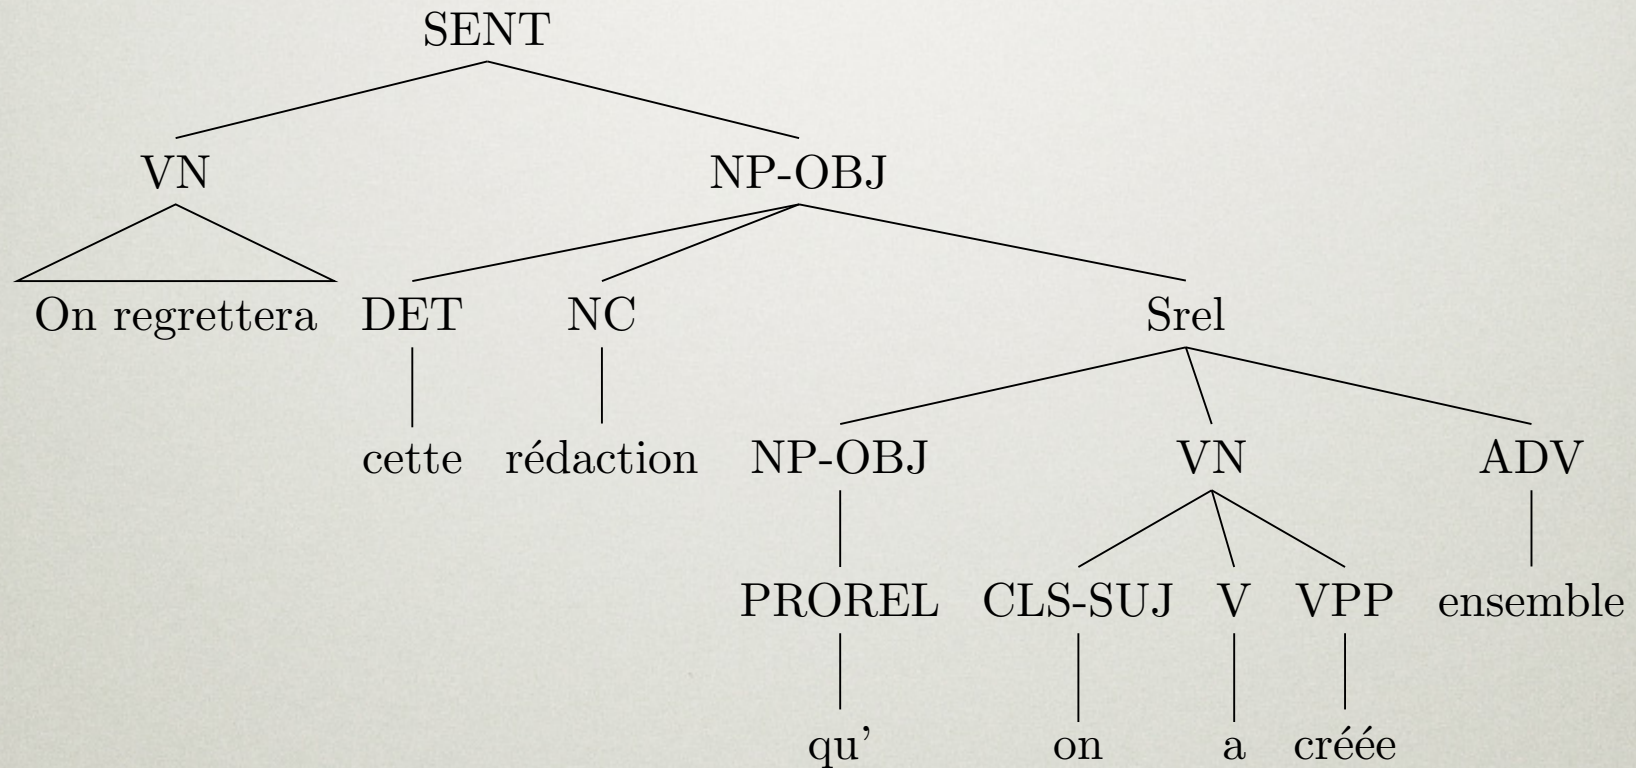 SENT
VN NP-OBJ
On regrettera DET NC Srel
cette rédaction NP-OBJ VN ADV
PROREL CLS-SUJ V VPP ensemble
qu' on a créée